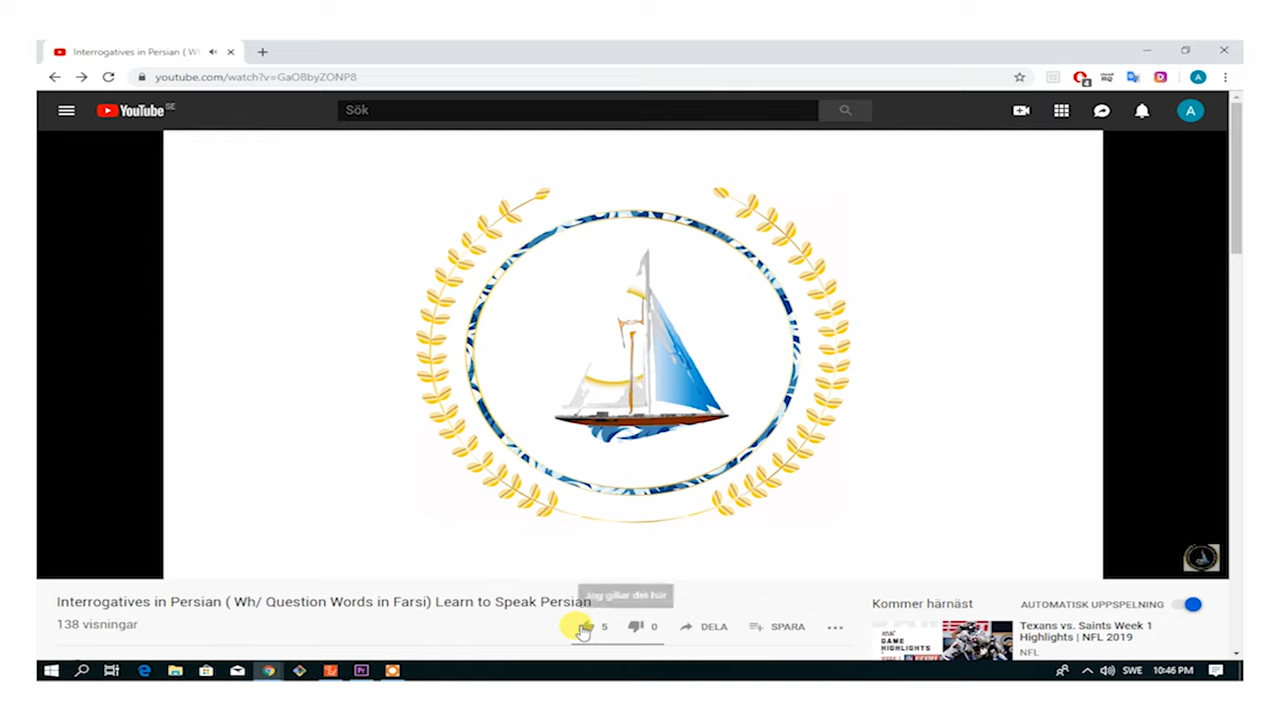 Interrogatives in Persian ( W
youtube.com/watch?v=GaO8byZONP8
YouTube SE
Sök
A
Jag gillar det här
Interrogatives in Persian ( Wh/ Question Words in Farsi) Learn to Speak Persian
138 visningar
5
0
DELA
SPARA
Kommer härnäst
AUTOMATISK UPPSPELNING
GAME
HIGHLIGHTS
Texans vs. Saints Week 1
Highlights | NFL 2019
NFL
SWE
10:46 PM